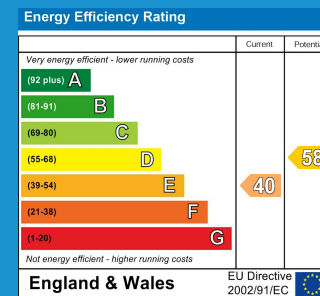 Energy Efficiency Rating
Current Potenti
Very energy efficient - lower running costs
(92 plus) A
(81-91) B
(69-80) C
(55-68) D
58
(39-54) E
40
(21-38) F
(1-20) G
Not energy efficient - higher running costs
England & Wales
EU Directive
2002/91/EC